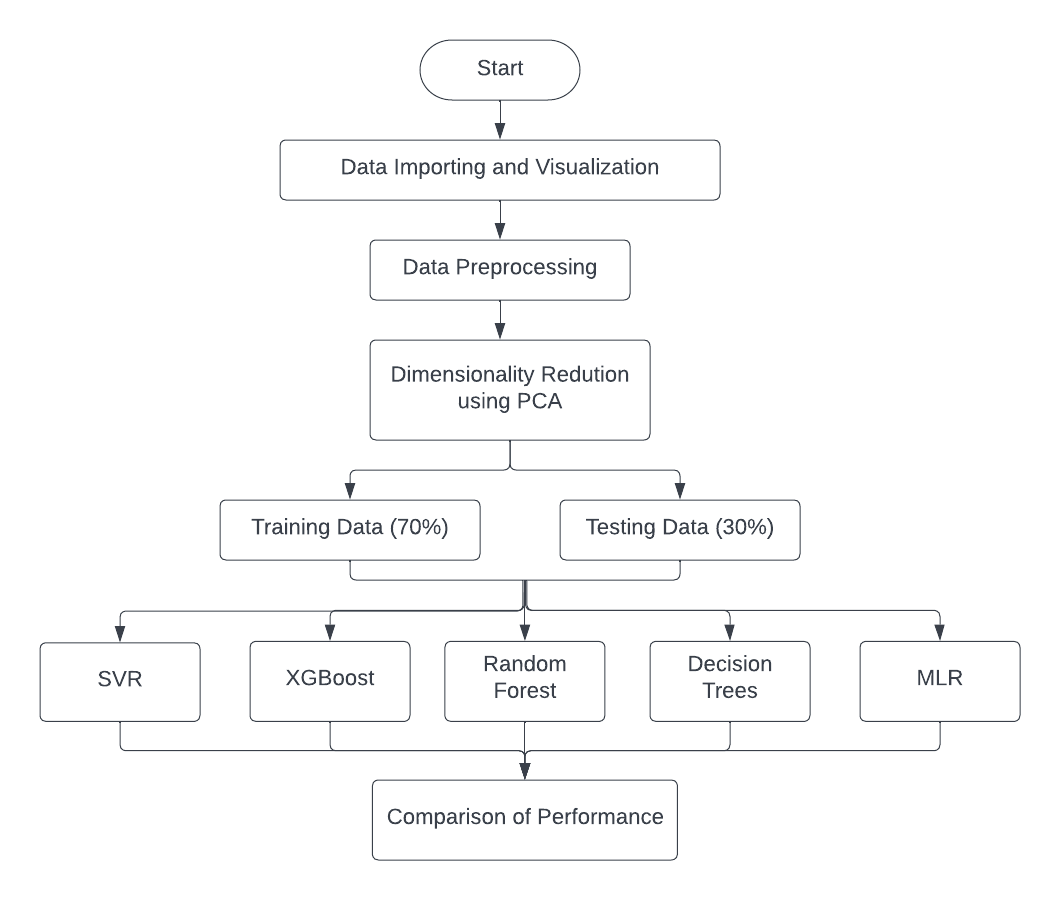 Start
Data Importing and Visualization
Data Preprocessing
Dimensionality Redution
using PCA
Training Data (70%)
Testing Data (30%)
SVR
XGBoost
Random
Forest
Decision
Trees
MLR
Comparison of Performance